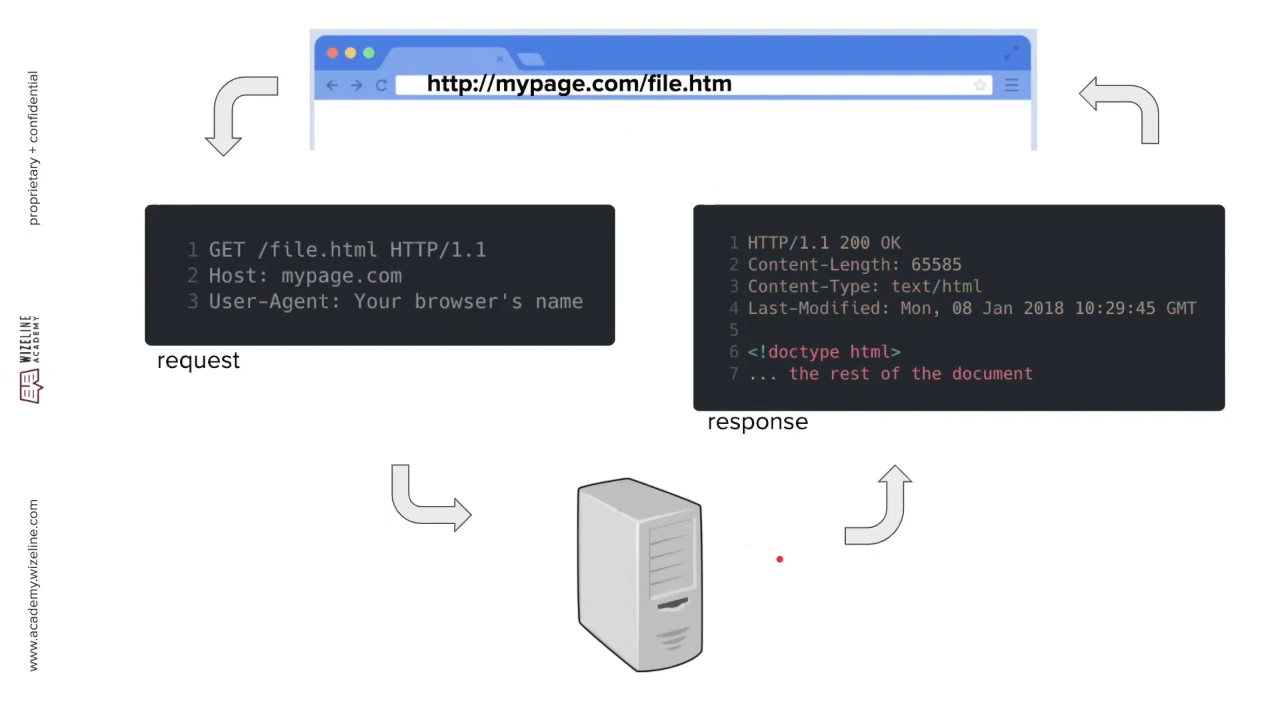 http://mypage.com/file.htm
1 GET /file.html HTTP/1.1
2 Host: mypage.com
3 User-Agent: Your browser's name
request
1 HTTP/1.1 200 OK
2 Content-Length: 65585
3 Content-Type: text/html
4 Last-Modified: Mon, 08 Jan 2018 10:29:45 GMT
5
6 <!doctype html>
7 ... the rest of the document
response
proprietary + confidential
WIZELINE
ACADEMY
www.academy.wizeline.com